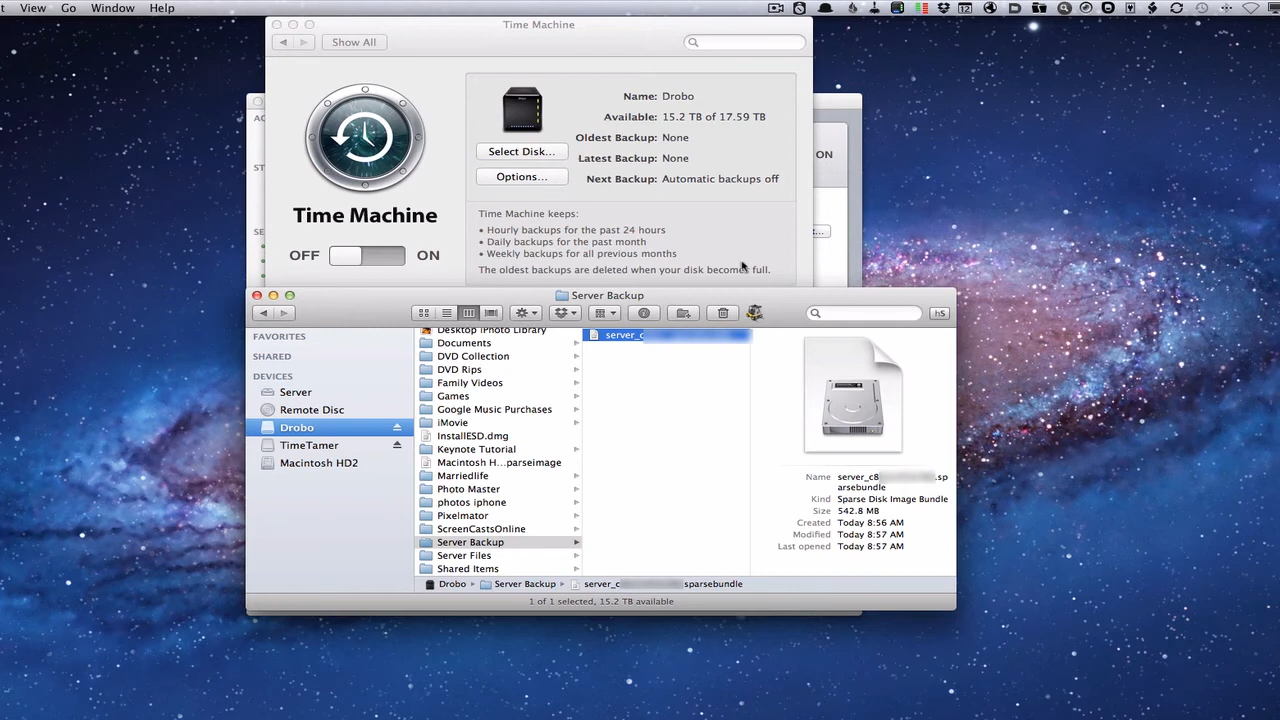 View Go Window Help
Time Machine
Show All
Name: Drobo
Available: 15.2 TB of 17.59 TB
Oldest Backup: None
Latest Backup: None
Next Backup: Automatic backups off
Select Disk...
Options...
Time Machine
OFF ON
Time Machine keeps:
• Hourly backups for the past 24 hours
• Daily backups for the past month
• Weekly backups for all previous months
The oldest backups are deleted when your disk becomes full.
ON
Server Backup
hS
FAVORITES
SHARED
DEVICES
Server
Remote Disc
Drobo
TimeTamer
Macintosh HD2
Desktop iPhoto Library
Documents
DVD Collection
DVD Rips
Family Videos
Games
Google Music Purchases
iMovie
InstallESD.dmg
Keynote Tutorial
Macintosh H...parseimage
Marriedlife
Photo Master
photos iphone
Pixelmator
ScreenCastsOnline
Server Backup
Server Files
Shared Items
server_c
Name server_c8 .sp
arsebundle
Kind Sparse Disk Image Bundle
Size 542.8 MB
Created Today 8:56 AM
Modified Today 8:57 AM
Last opened Today 8:57 AM
Drobo Server Backup server_c sparsebundle
1 of 1 selected, 15.2 TB available